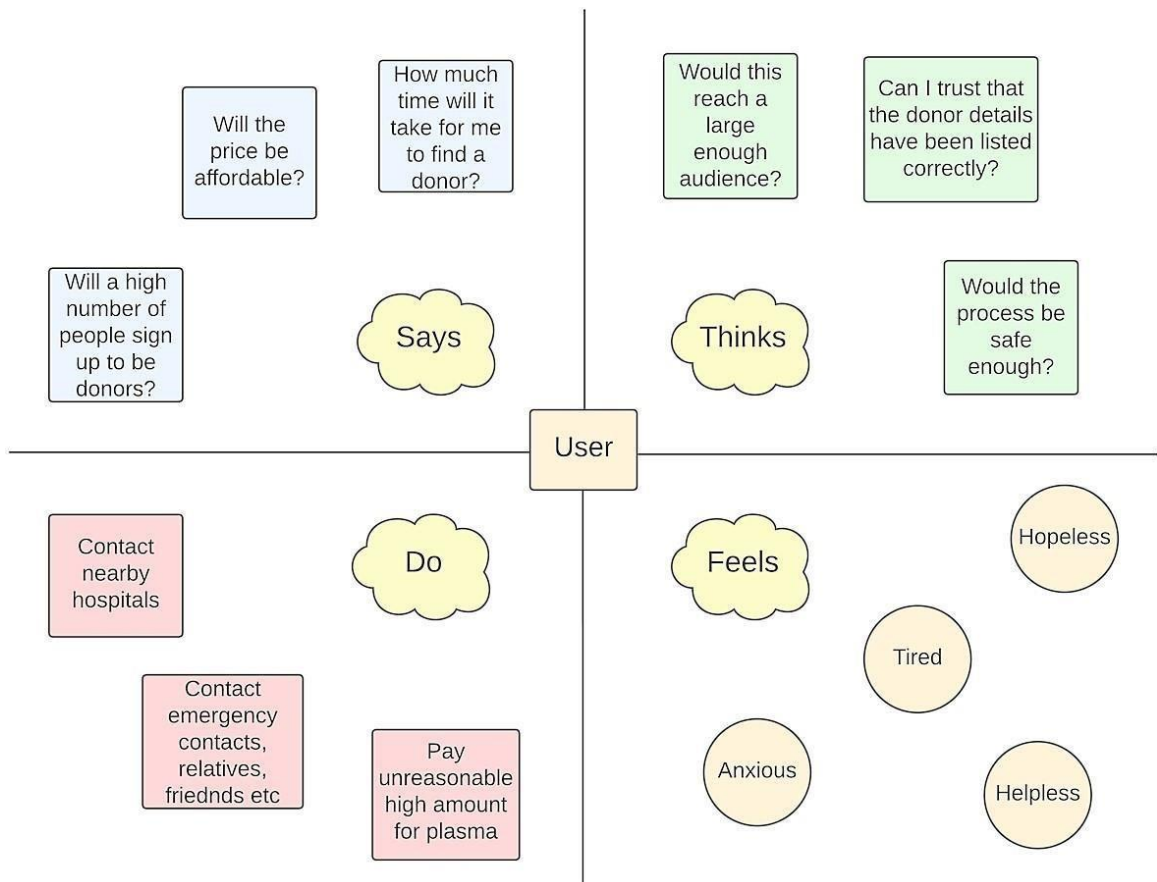 Will the
price be
affordable?
How much
time will it
take for me
to find a
donor?
Will a high
number of
people sign
up to be
donors?
Says
Would this
reach a
large
enough
audience?
Can I trust that
the donor details
have been listed
correctly?
Would the
process be
safe
enough?
Thinks
User
Contact
nearby
hospitals
Do
Contact
emergency
contacts,
relatives,
friednds etc
Pay
unreasonable
high amount
for plasma
Feels
Hopeless
Tired
Anxious
Helpless